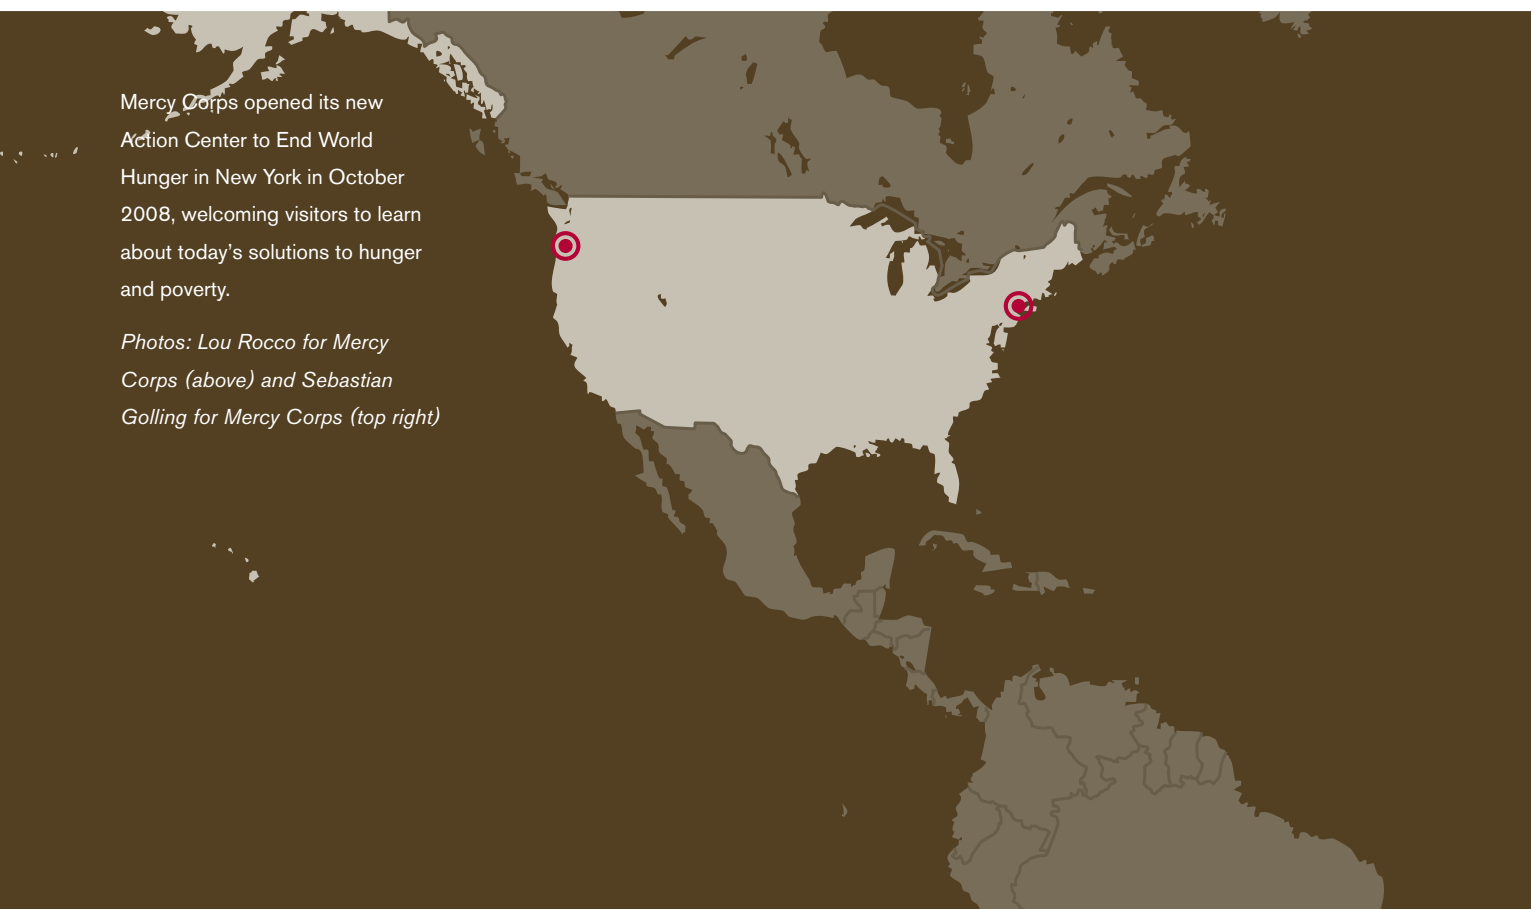 Mercy Corps opened its new
Action Center to End World
Hunger in New York in October
2008, welcoming visitors to learn
about today’s solutions to hunger
and poverty.
Photos: Lou Rocco for Mercy
Corps (above) and Sebastian
Golling for Mercy Corps (top right)